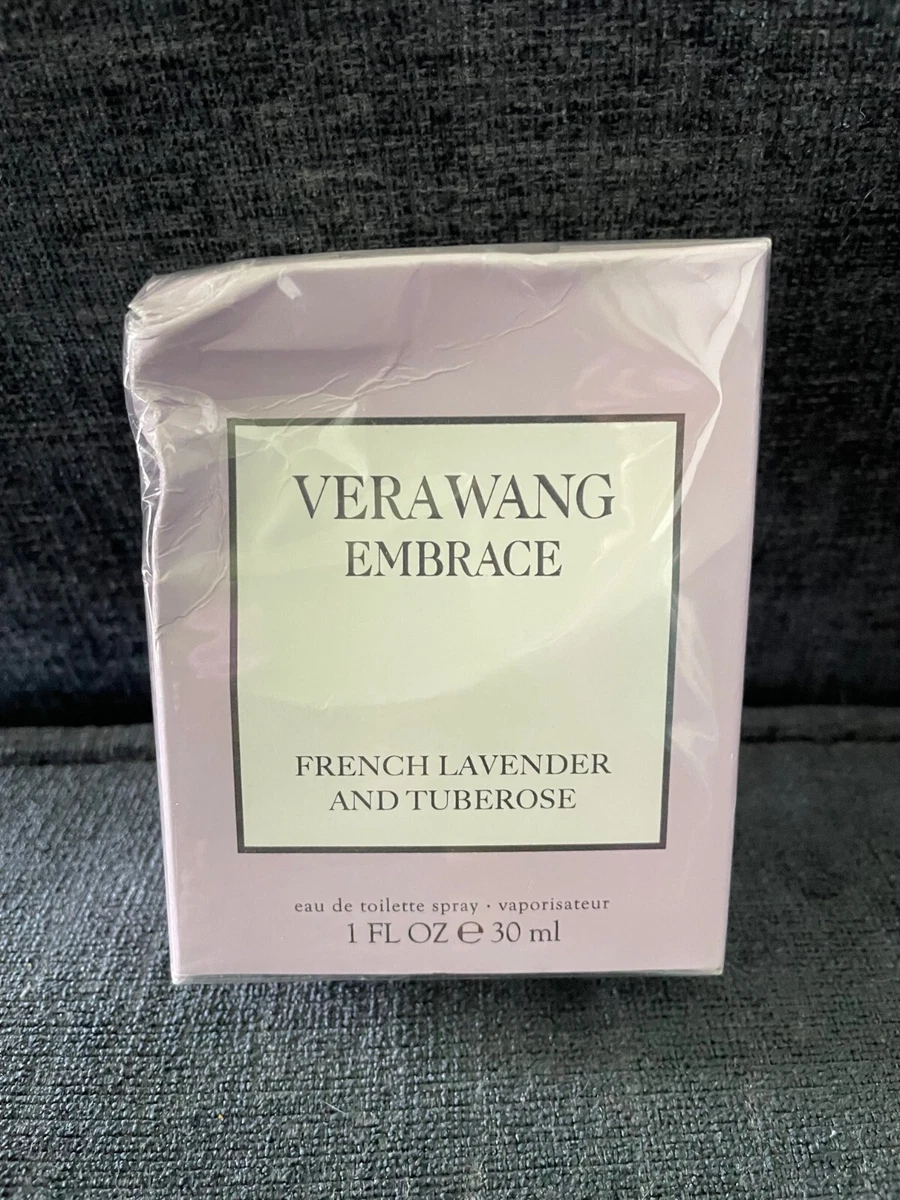 VERA WANG
EMBRACE
FRENCH LAVENDER
AND TUBEROSE
eau de toilette spray · vaporisateur
1 FL OZ ℮ 30 ml